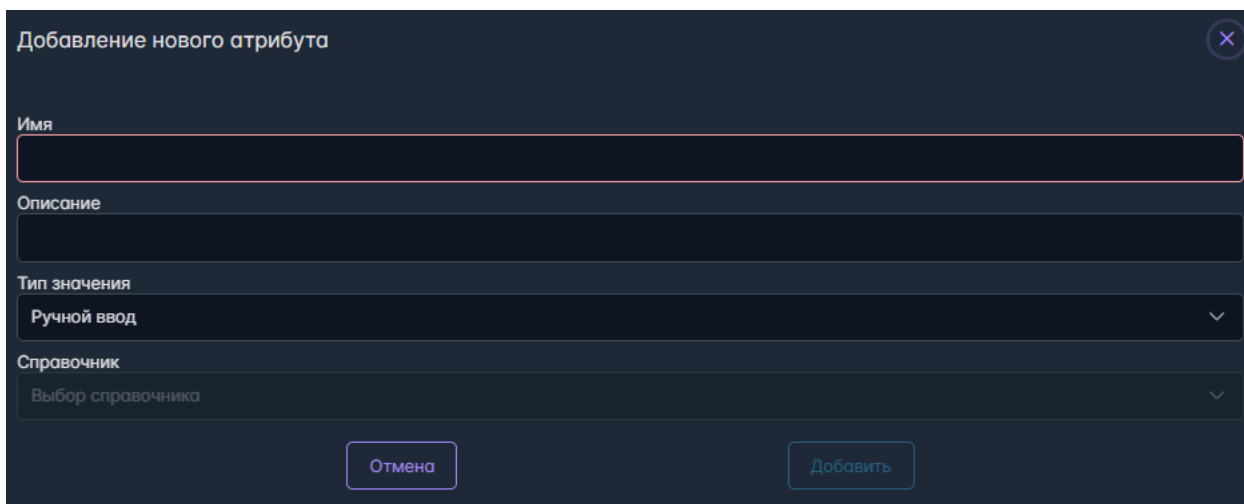 Добавление нового атрибута
Имя
Описание
Тип значения
Ручной ввод
Справочник
Выбор справочника
Отмена
Добавить